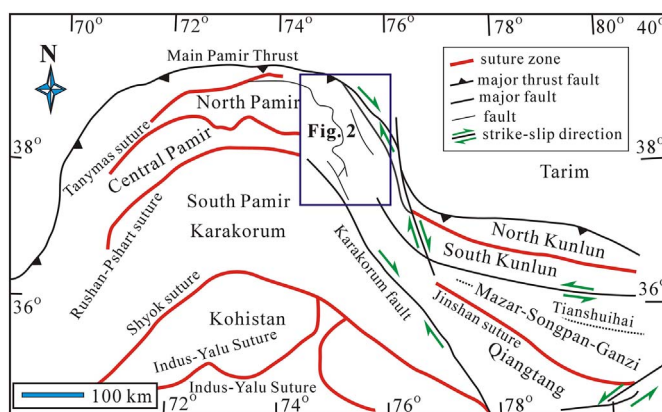 72° 74° 76° 78° 40°
N
Main Pamir Thrust
suture zone
major thrust fault
major fault
fault
strike-slip direction
North Pamir
Fig. 2
38°
38°
Tanymas suture
Central Pamir
Tarim
Rushan-Pshart suture
South Pamir
Karakorum
North Kunlun
South Kunlun
Karakorum fault
36°
36°
Shyok suture
Tianshuihai
Mazar-Songpan-Ganzi
Jinshan suture
Kohistan
Qiangtang
Indus-Yalu Suture
Indus-Yalu Suture
100 km
72° 74° 76° 78° 80°